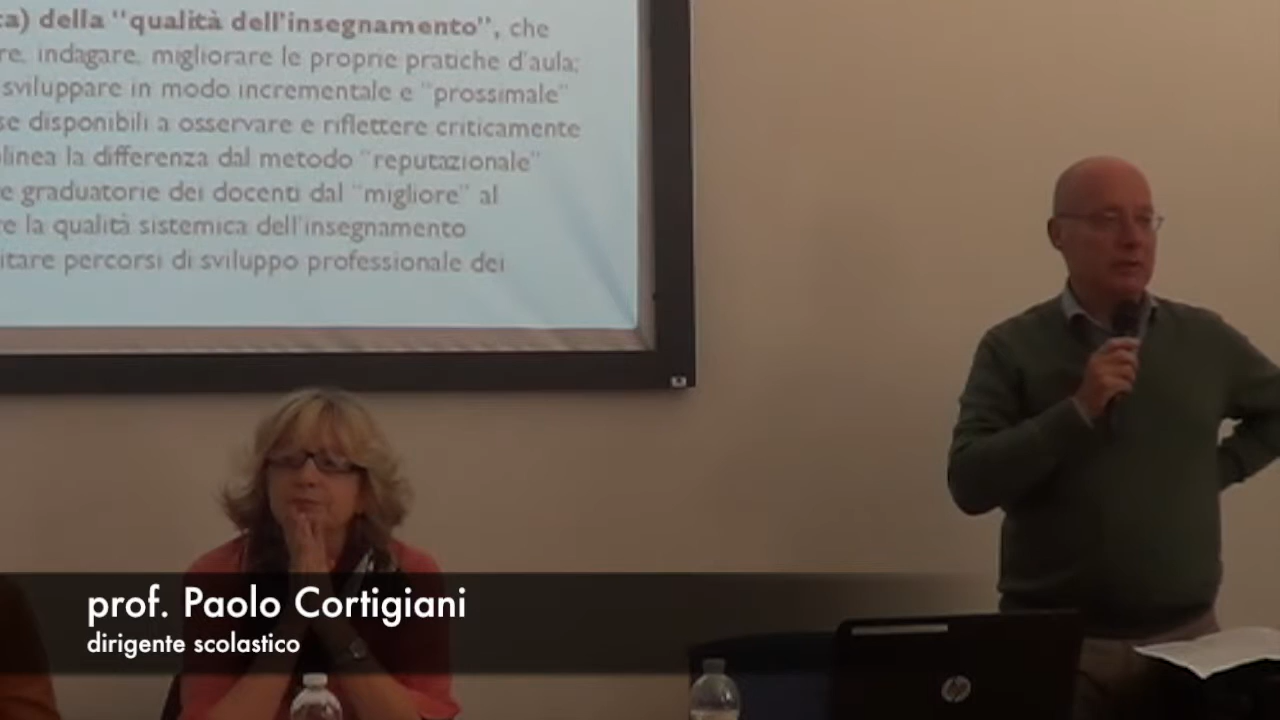 ca) della "qualità dell'insegnamento", che
re, indagare, migliorare le proprie pratiche d'aula;
sviluppare in modo incrementale e "prossimale"
se disponibili a osservare e riflettere criticamente
linea la differenza dal metodo "reputazionale"
e graduatorie dei docenti dal "migliore" al
re la qualità sistemica dell'insegnamento
itare percorsi di sviluppo professionale dei
prof. Paolo Cortigiani
dirigente scolastico
hp